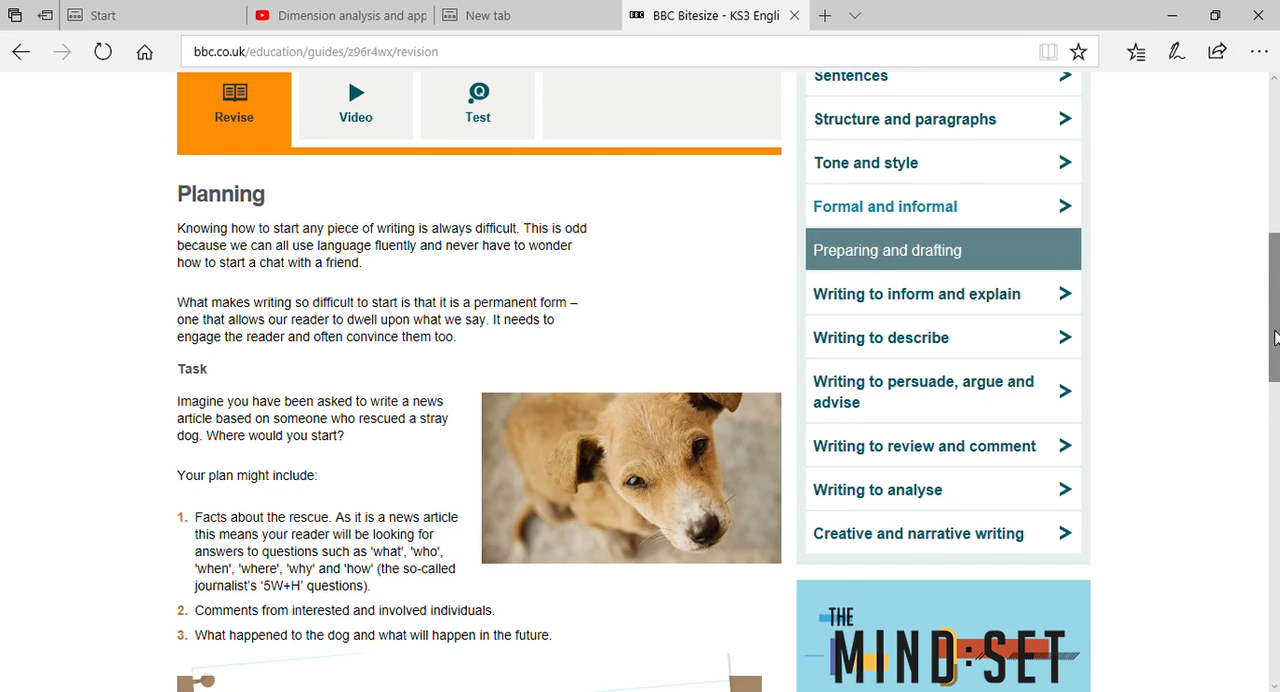 Start
Dimension analysis and app
New tab
BBC Bitesize - KS3 Engli
bbc.co.uk/education/guides/z96r4wx/revision
Revise
Video
Test
Planning
Knowing how to start any piece of writing is always difficult. This is odd
because we can all use language fluently and never have to wonder
how to start a chat with a friend.
What makes writing so difficult to start is that it is a permanent form –
one that allows our reader to dwell upon what we say. It needs to
engage the reader and often convince them too.
Task
Imagine you have been asked to write a news
article based on someone who rescued a stray
dog. Where would you start?
Your plan might include:
1. Facts about the rescue. As it is a news article
this means your reader will be looking for
answers to questions such as 'what', 'who',
'when', 'where', 'why' and 'how' (the so-called
journalist's '5W+H' questions).
2. Comments from interested and involved individuals.
3. What happened to the dog and what will happen in the future.
Sentences
Structure and paragraphs
Tone and style
Formal and informal
Preparing and drafting
Writing to inform and explain
Writing to describe
Writing to persuade, argue and
advise
Writing to review and comment
Writing to analyse
Creative and narrative writing
THE
MIND:SET